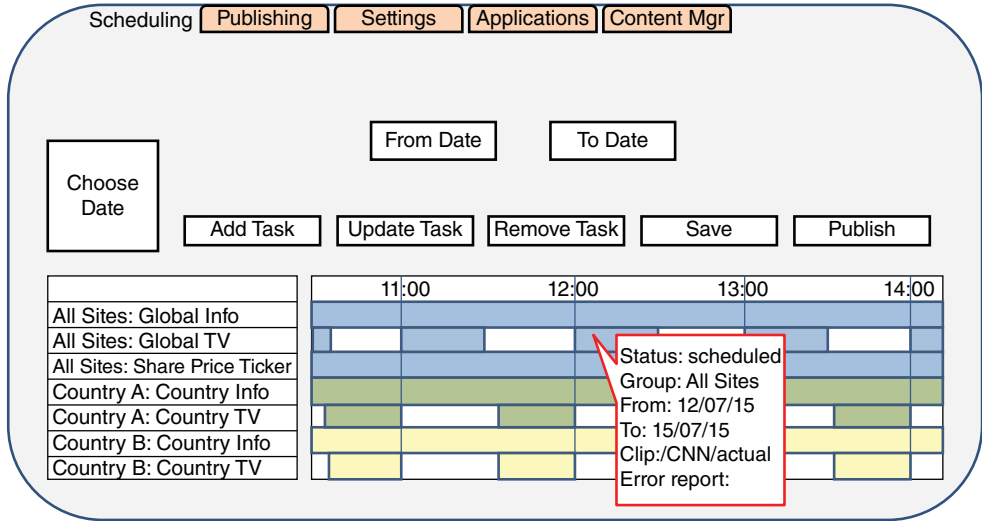 Scheduling Publishing Settings Applications Content Mgr
From Date To Date
Choose
Date
Add Task Update Task Remove Task Save Publish
11:00 12:00 13:00 14:00
All Sites: Global Info
All Sites: Global TV
All Sites: Share Price Ticker
Country A: Country Info
Country A: Country TV
Country B: Country Info
Country B: Country TV
Status: scheduled
Group: All Sites
From: 12/07/15
To: 15/07/15
Clip:/CNN/actual
Error report: